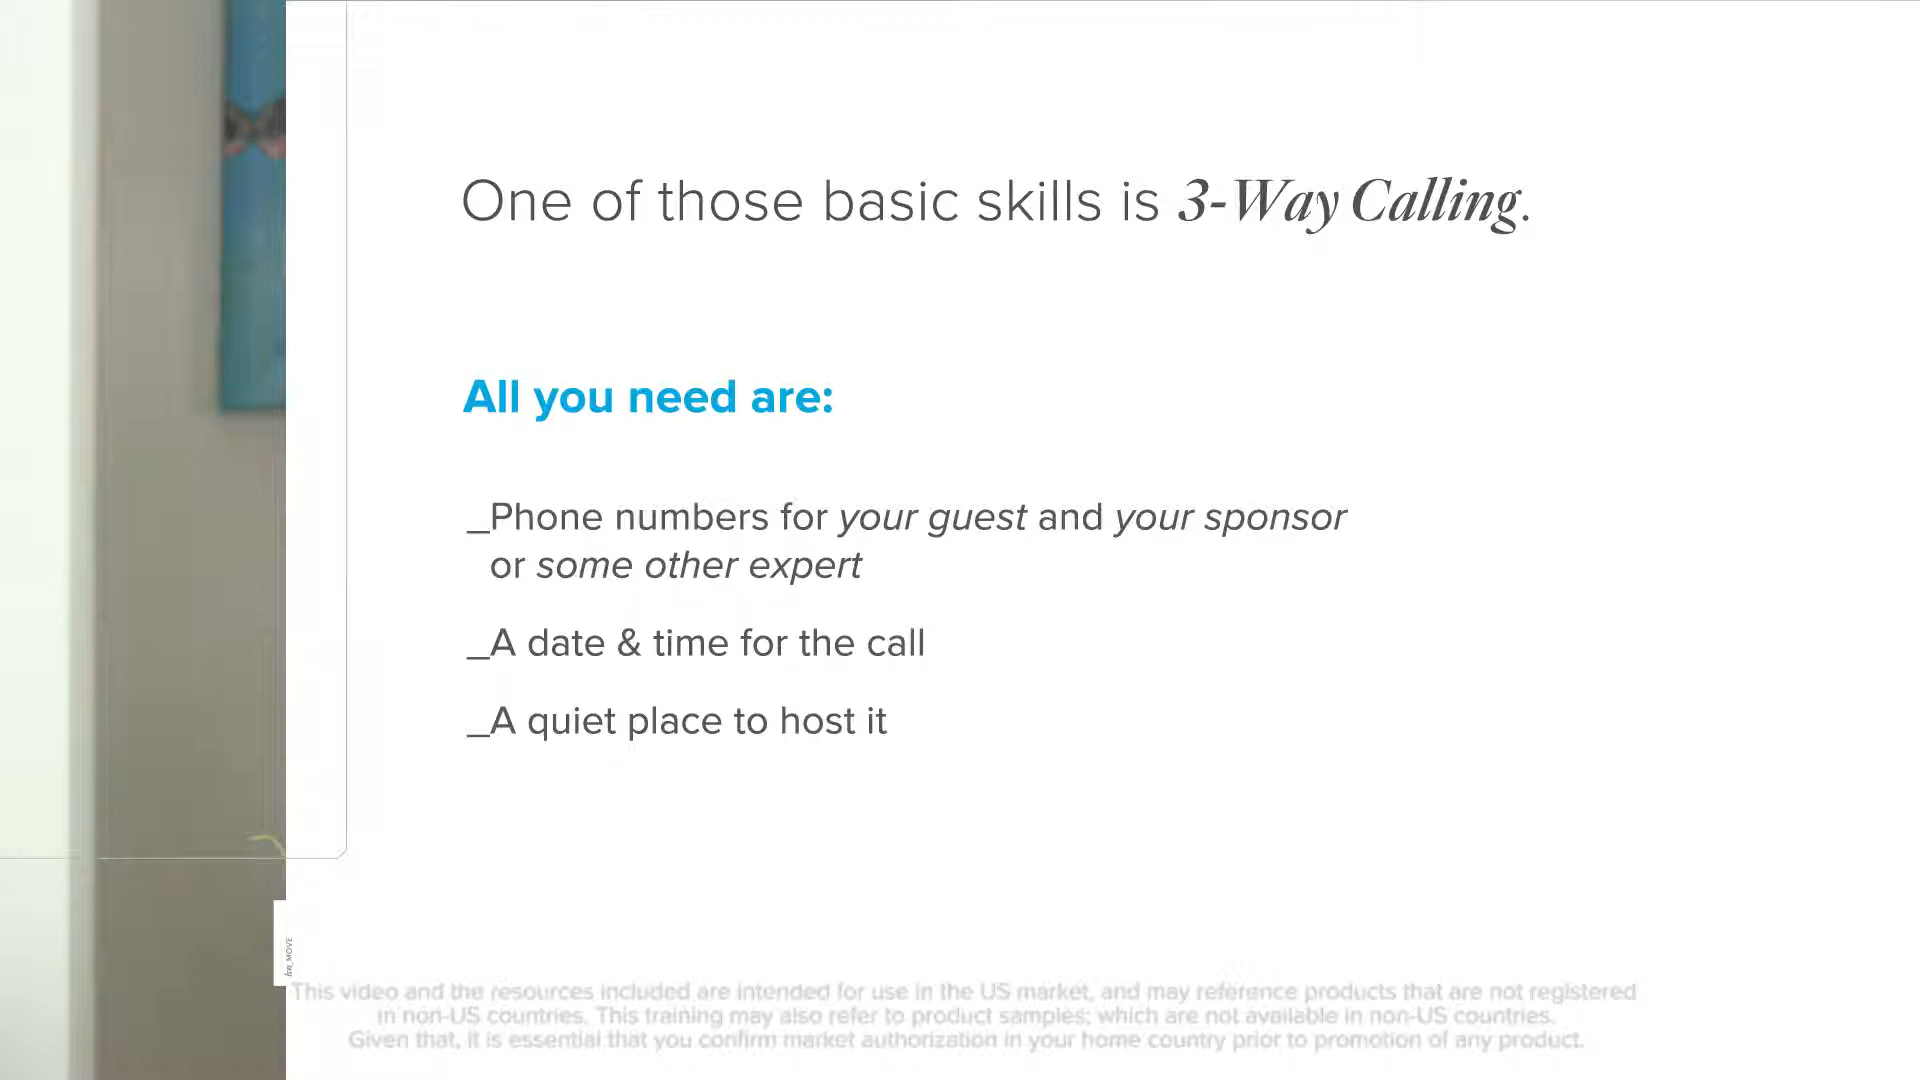 One of those basic skills is 3-Way Calling.
All you need are:
_Phone numbers for your guest and your sponsor
or some other expert
_A date & time for the call
_A quiet place to host it
fwn_MOVE
This video and the resources included are intended for use in the US market, and may reference products that are not registered
in non-US countries. This training may also refer to product samples; which are not available in non-US countries.
Given that, it is essential that you confirm market authorization in your home country prior to promotion of any product.